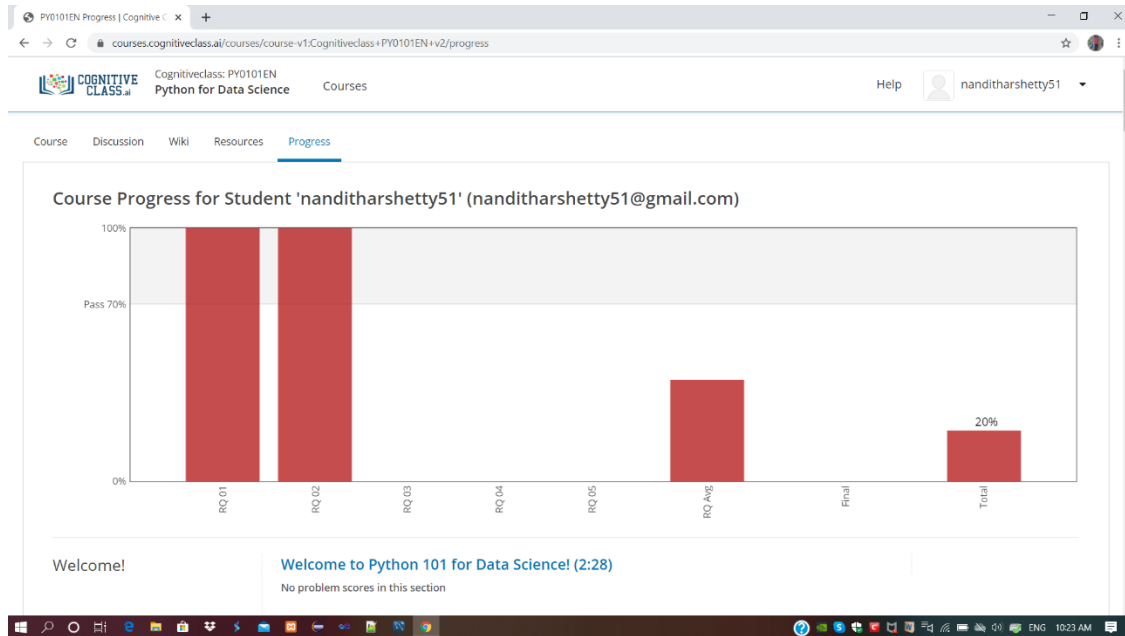 PY0101EN Progress | Cognitive C
courses.cognitiveclass.ai/courses/course-v1:Cognitiveclass+PY0101EN+v2/progress
COGNITIVE
CLASS.ai
Cognitiveclass: PY0101EN
Python for Data Science
Courses
Help
nanditharshetty51
Course Discussion Wiki Resources Progress
Course Progress for Student 'nanditharshetty51' (nanditharshetty51@gmail.com)
100%
Pass 70%
20%
0%
RQ 01 RQ 02 RQ 03 RQ 04 RQ 05 RQ Avg Final Total
Welcome!
Welcome to Python 101 for Data Science! (2:28)
No problem scores in this section
ENG 10:23 AM